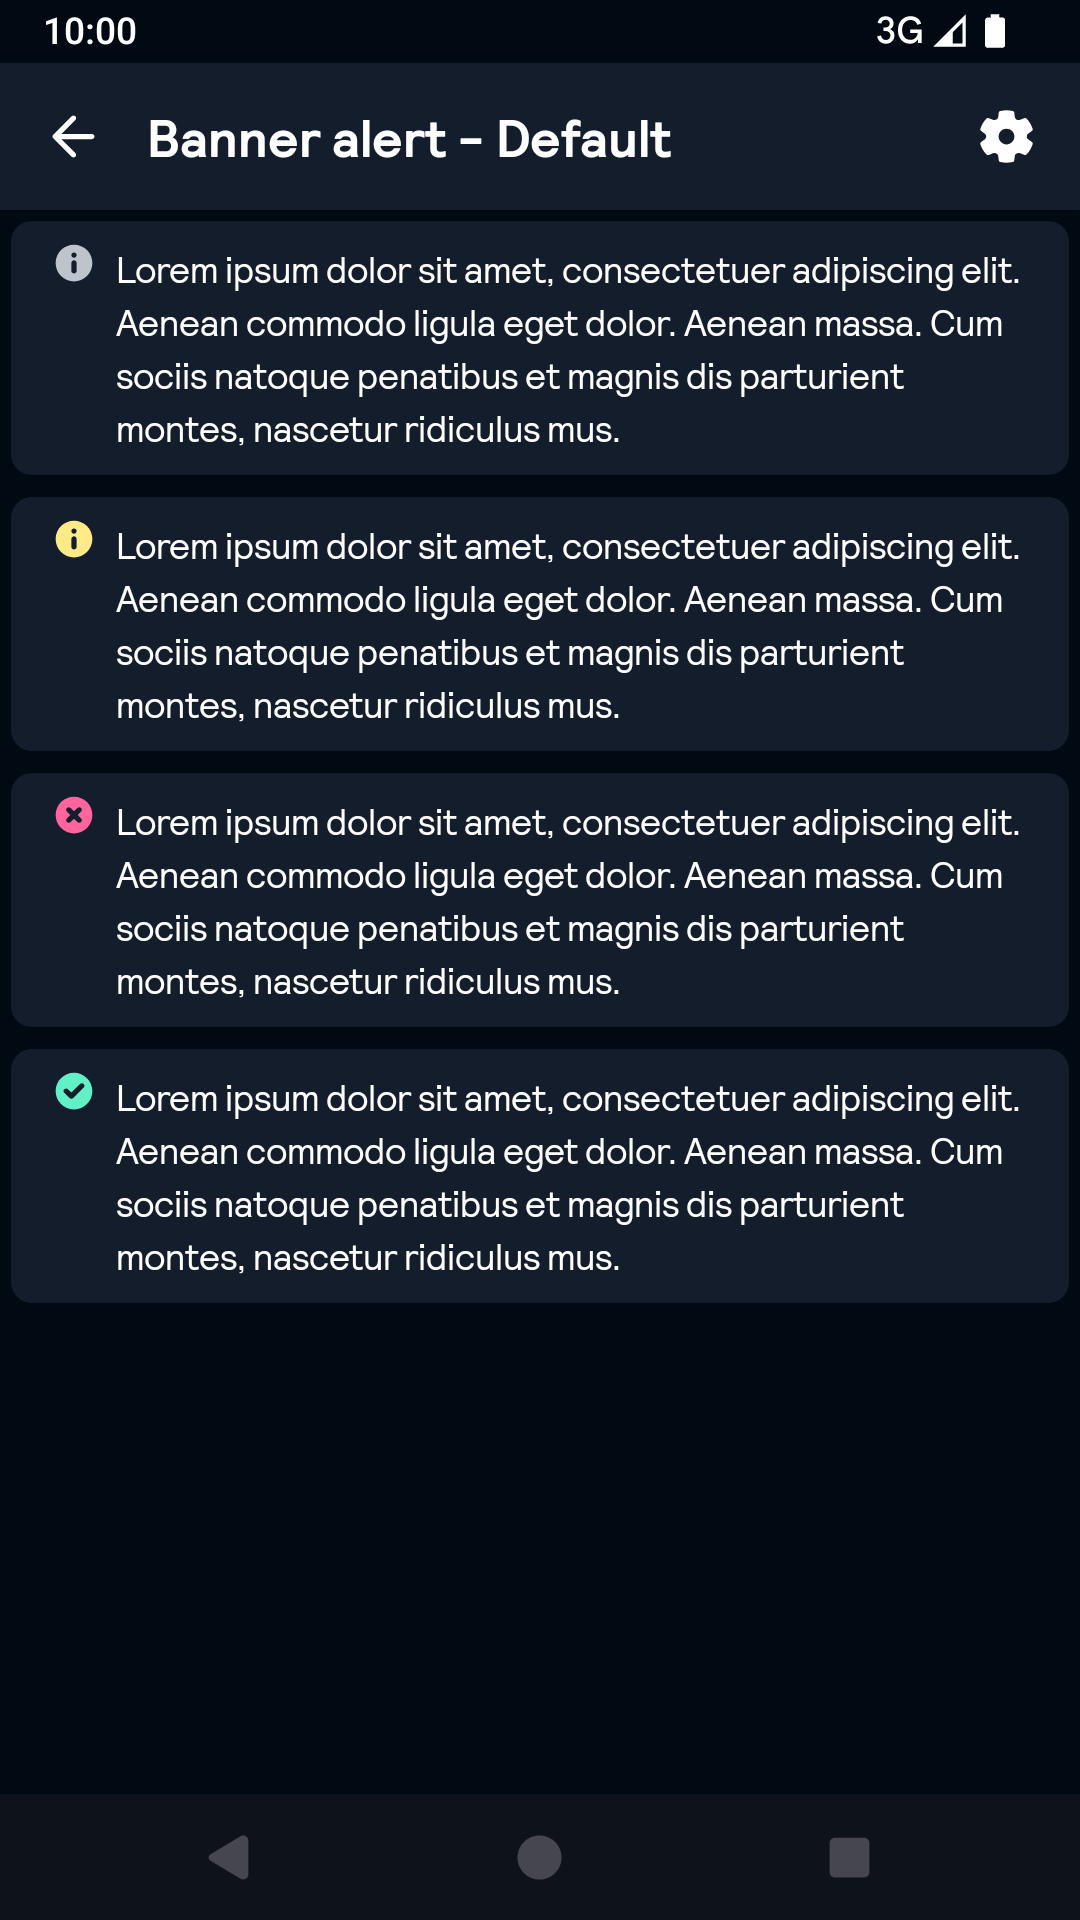 10:00
3G
Banner alert - Default
Lorem ipsum dolor sit amet, consectetuer adipiscing elit.
Aenean commodo ligula eget dolor. Aenean massa. Cum
sociis natoque penatibus et magnis dis parturient
montes, nascetur ridiculus mus.
Lorem ipsum dolor sit amet, consectetuer adipiscing elit.
Aenean commodo ligula eget dolor. Aenean massa. Cum
sociis natoque penatibus et magnis dis parturient
montes, nascetur ridiculus mus.
Lorem ipsum dolor sit amet, consectetuer adipiscing elit.
Aenean commodo ligula eget dolor. Aenean massa. Cum
sociis natoque penatibus et magnis dis parturient
montes, nascetur ridiculus mus.
Lorem ipsum dolor sit amet, consectetuer adipiscing elit.
Aenean commodo ligula eget dolor. Aenean massa. Cum
sociis natoque penatibus et magnis dis parturient
montes, nascetur ridiculus mus.